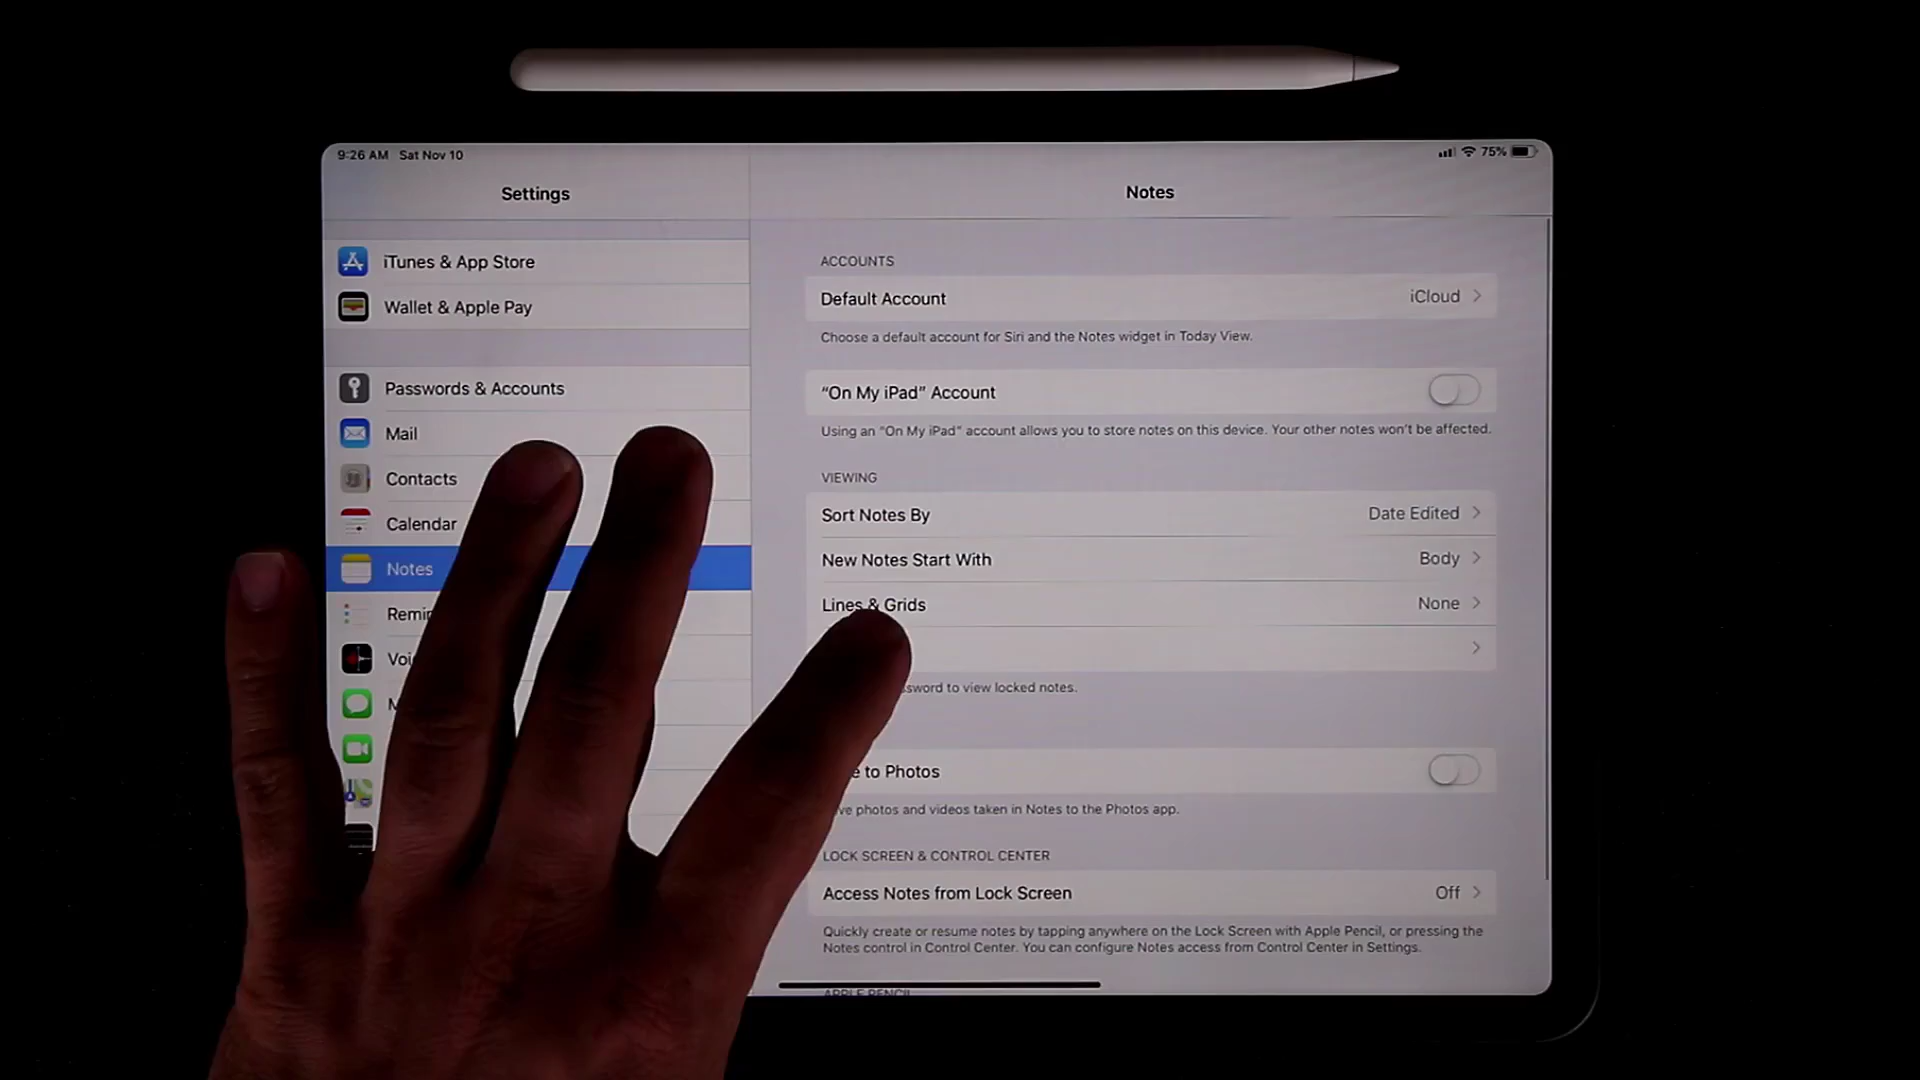 9:26 AM Sat Nov 10
75%
Settings
Notes
iTunes & App Store
Wallet & Apple Pay
Passwords & Accounts
Mail
Contacts
Calendar
Notes
ACCOUNTS
Default Account iCloud
Choose a default account for Siri and the Notes widget in Today View.
"On My iPad" Account
Using an "On My iPad" account allows you to store notes on this device. Your other notes won't be affected.
VIEWING
Sort Notes By Date Edited
New Notes Start With Body
Lines & Grids None
to view locked notes.
to Photos
photos and videos taken in Notes to the Photos app.
LOCK SCREEN & CONTROL CENTER
Access Notes from Lock Screen Off
Quickly create or resume notes by tapping anywhere on the Lock Screen with Apple Pencil, or pressing the
Notes control in Control Center. You can configure Notes access from Control Center in Settings.
APPLE PENCIL